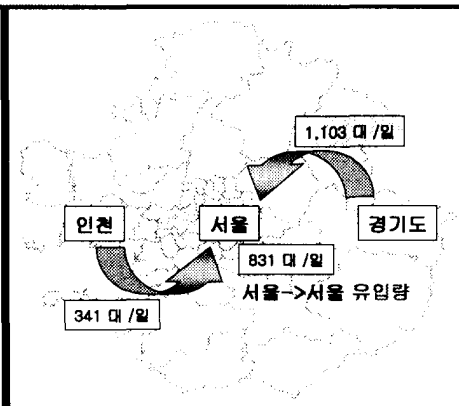 1,103 대 /일
인천
서울
경기도
831 대 /일
서울->서울 유입량
341 대 /일